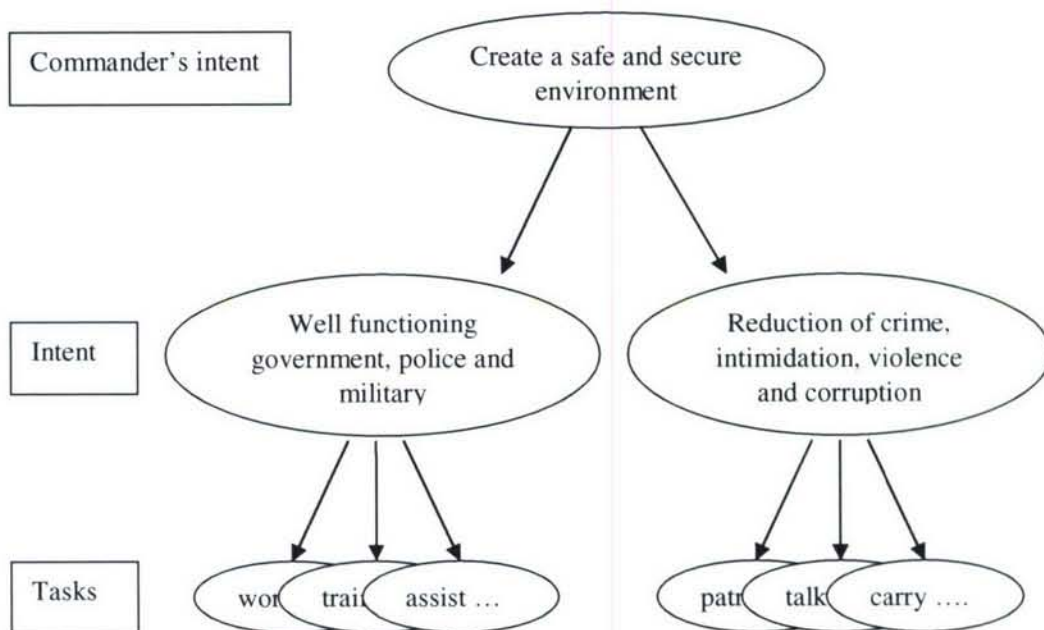 Commander's intent
Create a safe and secure
environment
Intent
Well functioning
government, police and
military
Reduction of crime,
intimidation, violence
and corruption
Tasks
assist …
talk
carry ….